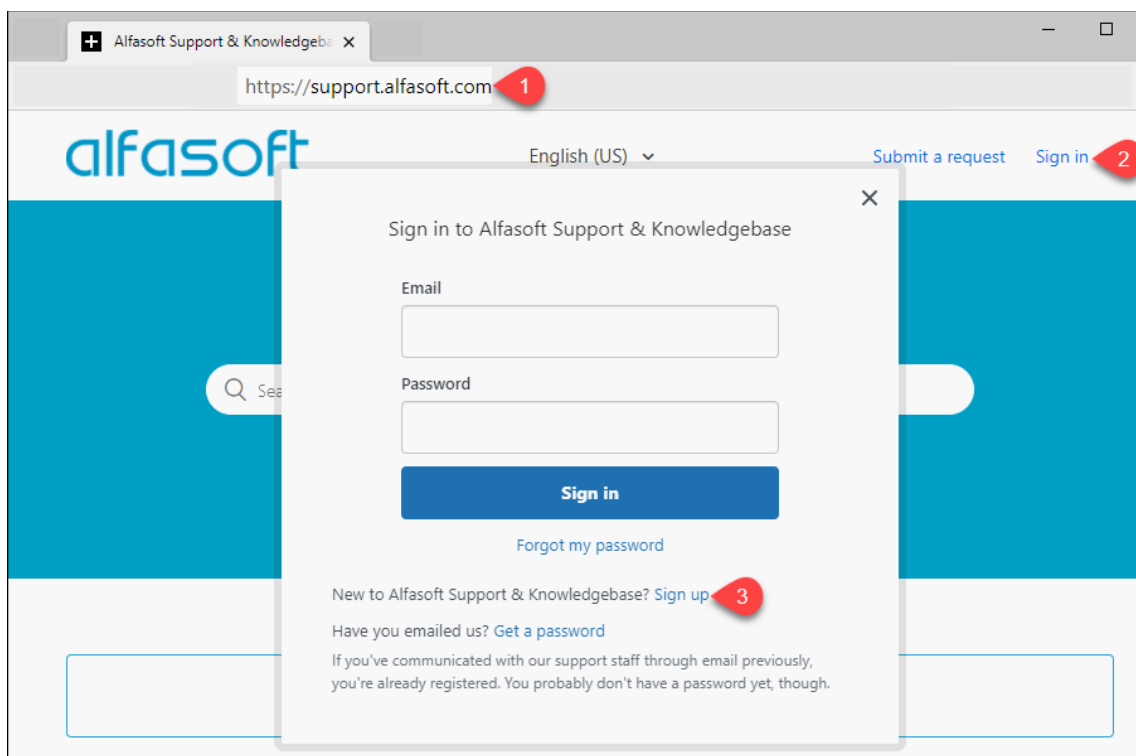 Alfasoft Support & Knowledgeba
https://support.alfasoft.com
1
alfasoft
English (US)
Submit a request
Sign in
2
Sign in to Alfasoft Support & Knowledgebase
Email
Password
Sea
Sign in
Forgot my password
New to Alfasoft Support & Knowledgebase? Sign up
3
Have you emailed us? Get a password
If you've communicated with our support staff through email previously,
you're already registered. You probably don't have a password yet, though.